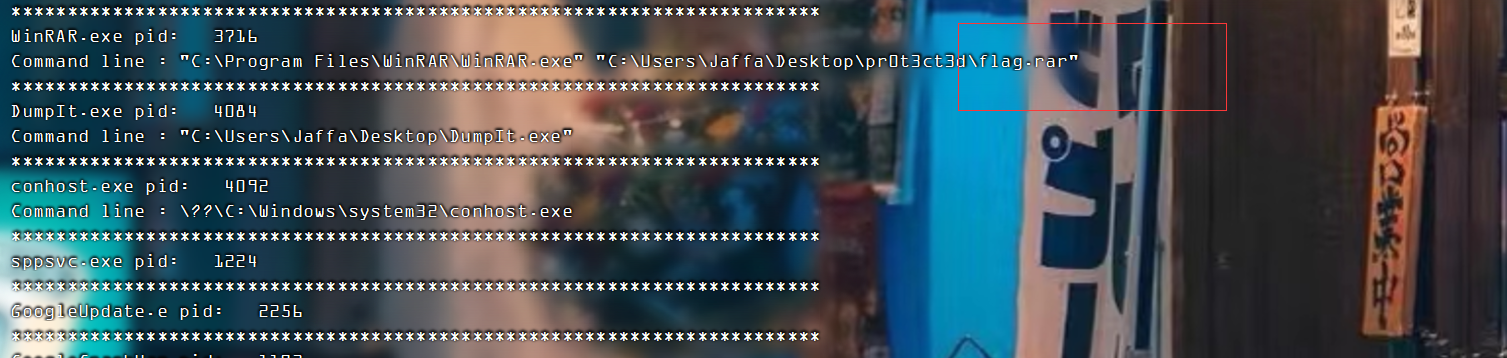 ************************************************************************
WinRAR.exe pid:   3716
Command line : "C:\Program Files\WinRAR\WinRAR.exe" "C:\Users\Jaffa\Desktop\pr0t3ct3d\flag.rar"
************************************************************************
DumpIt.exe pid:   4084
Command line : "C:\Users\Jaffa\Desktop\DumpIt.exe"
************************************************************************
conhost.exe pid:   4092
Command line : \??\C:\Windows\system32\conhost.exe
************************************************************************
sppsvc.exe pid:   1224
************************************************************************
GoogleUpdate.e pid:   2256
************************************************************************